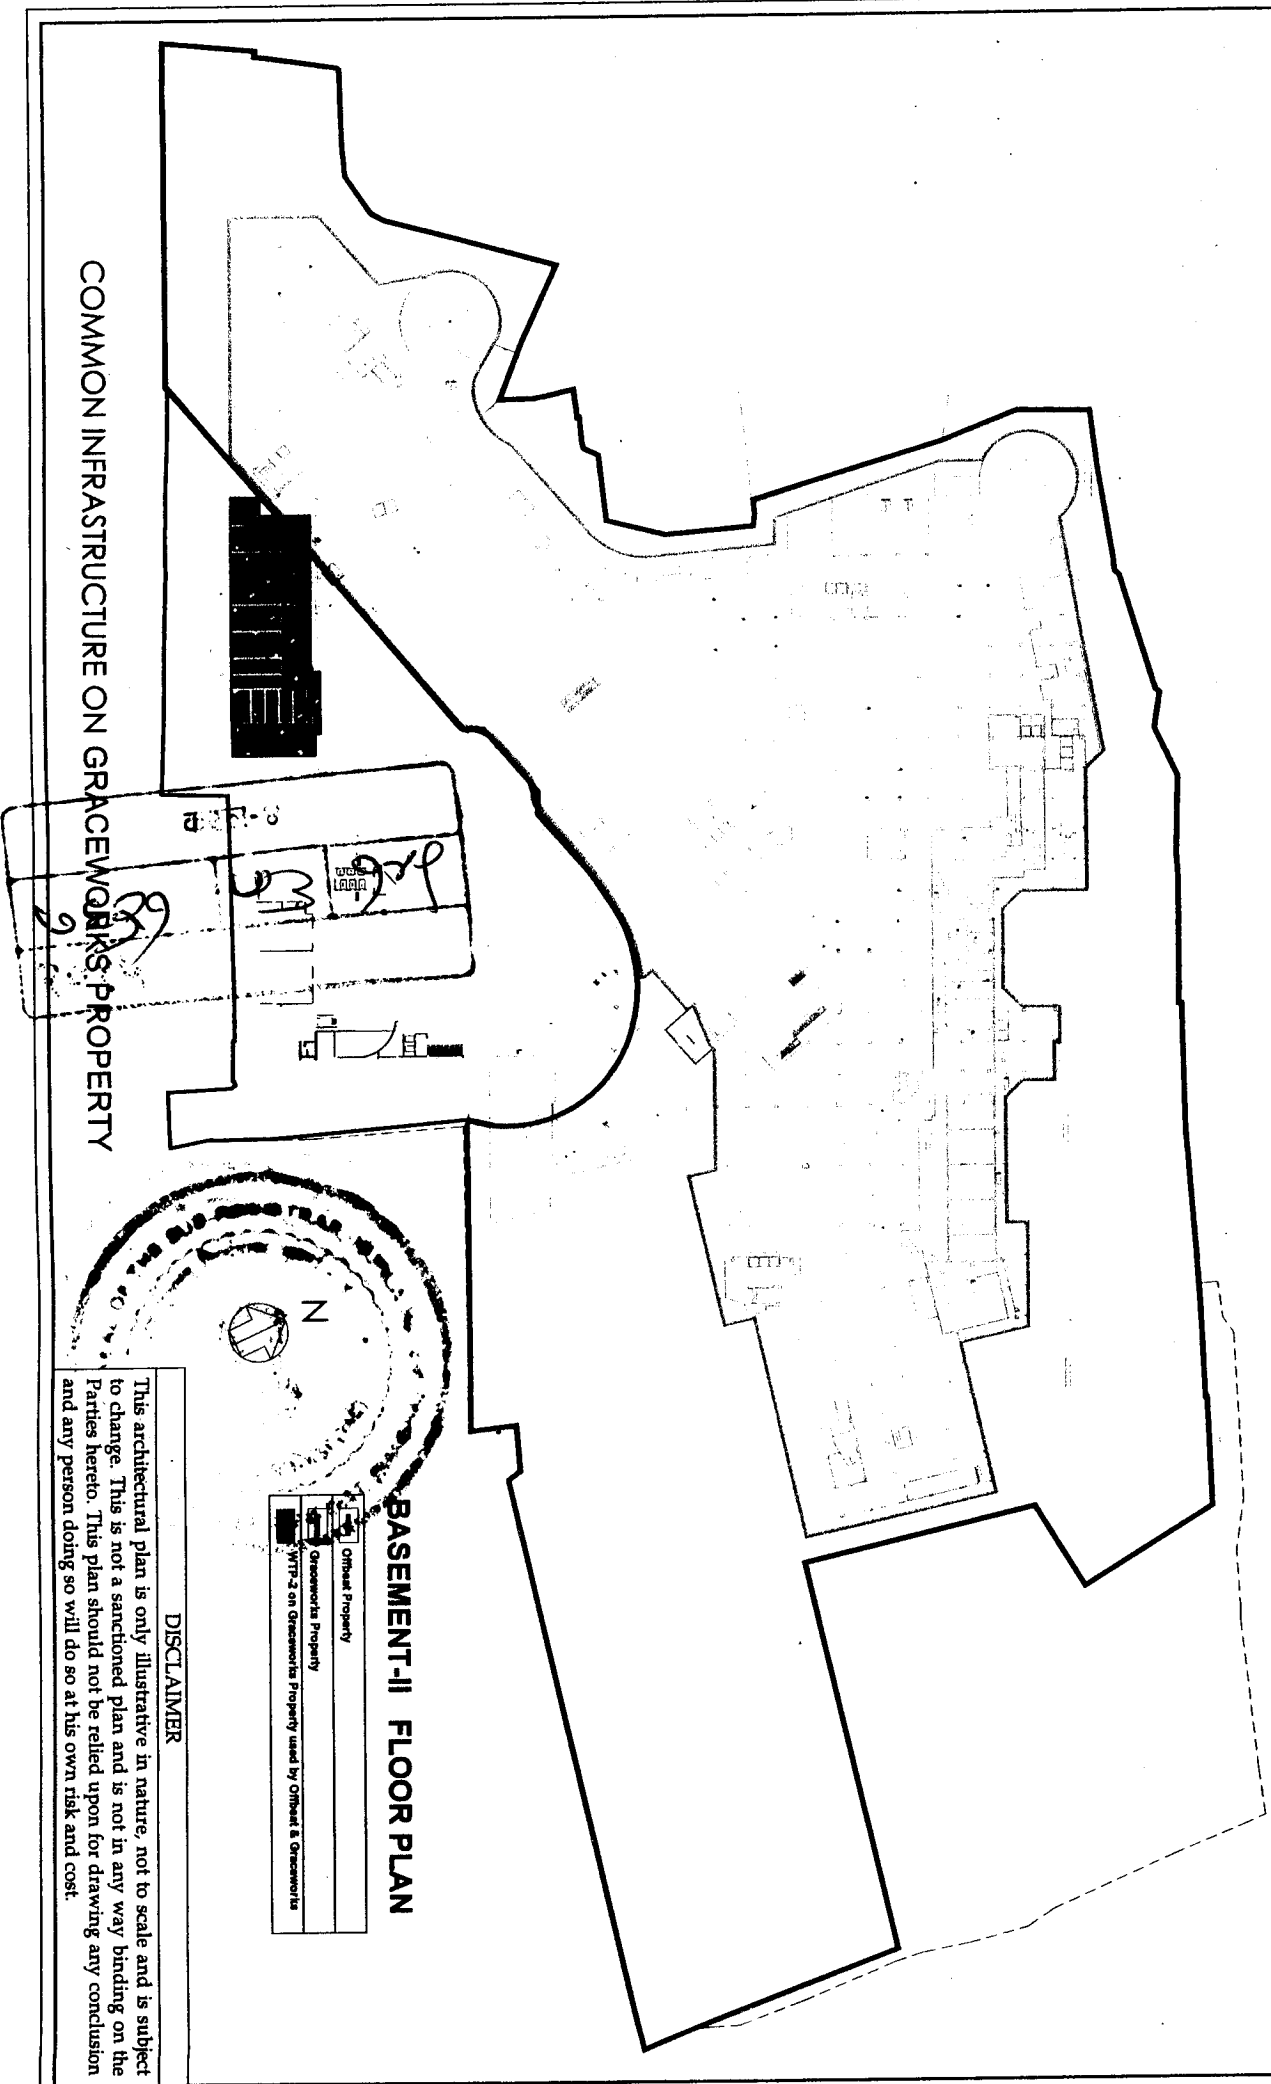 COMMON INFRASTRUCTURE ON GRACEWORKS PROPERTY
N
BASEMENT-II FLOOR PLAN
Offbeat Property
Graceworks Property
WTP-2 on Graceworks Property used by Offbeat & Graceworks
DISCLAIMER
This architectural plan is only illustrative in nature, not to scale and is subject
to change. This is not a sanctioned plan and is not in any way binding on the
Parties hereto. This plan should not be relied upon for drawing any conclusion
and any person doing so will do so at his own risk and cost.
THE SUB